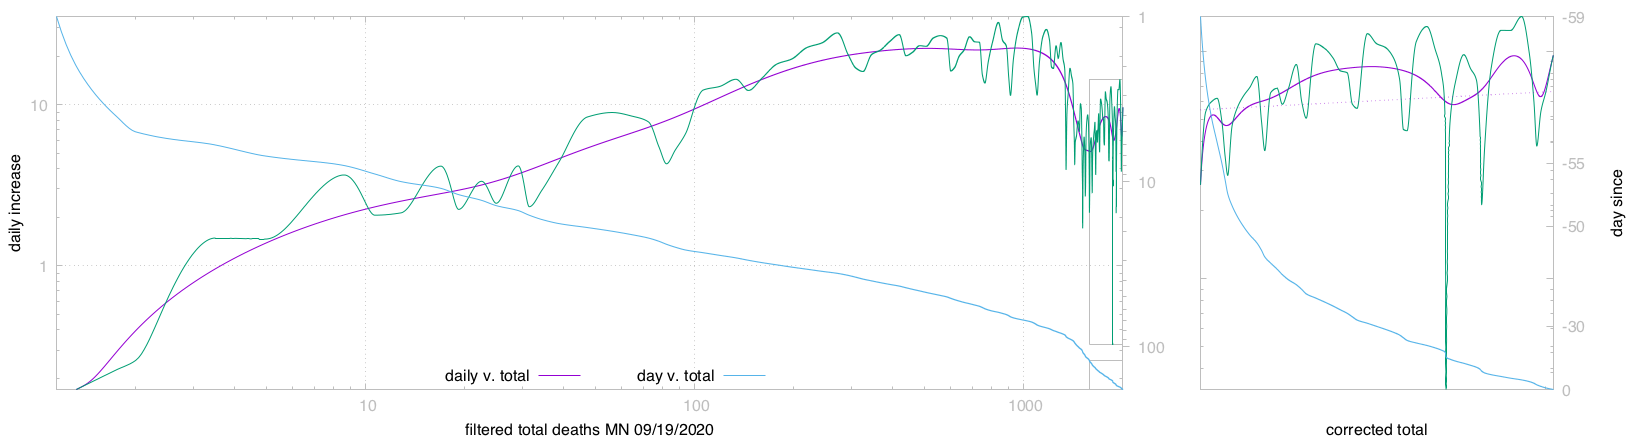 daily increase
10
1
daily v. total
day v. total
10
100
1000
filtered total deaths MN 09/19/2020
1
10
100
-59
-55
-50
-30
0
day since
corrected total